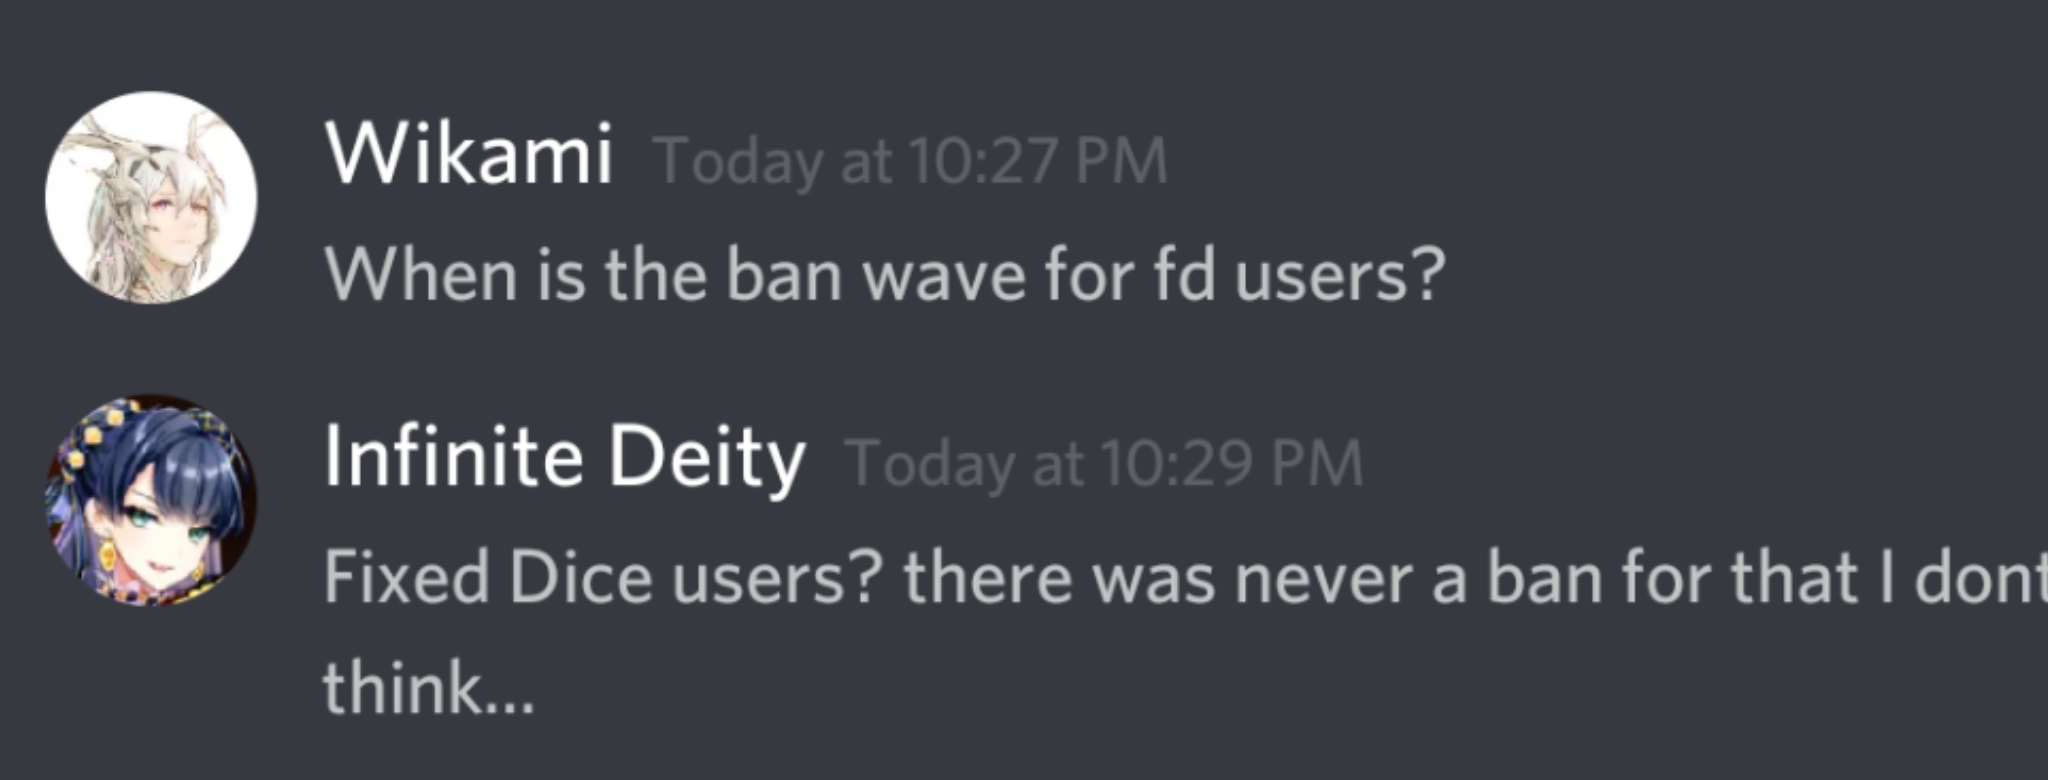 Wikami Today at 10:27 PM
When is the ban wave for fd users?
Infinite Deity Today at 10:29 PM
Fixed Dice users? there was never a ban for that I dont
think...